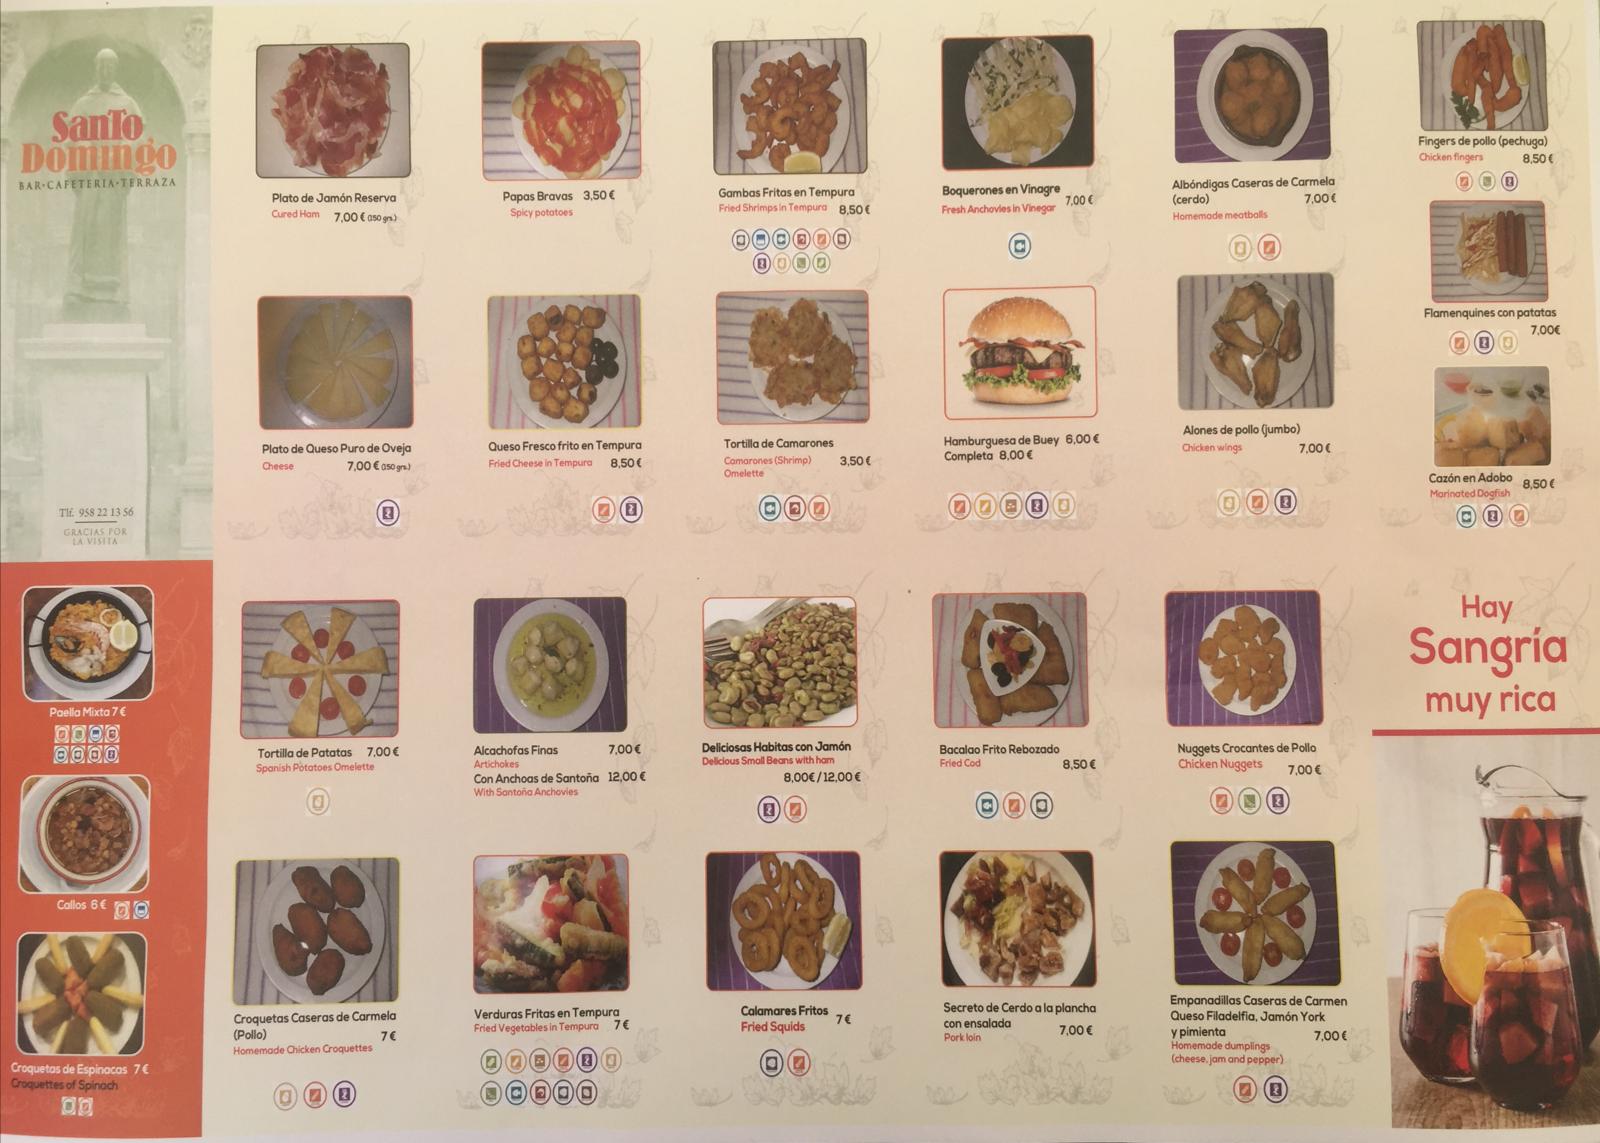 Santo
Domingo
BAR·CAFETERIA·TERRAZA
Tlf. 958 22 13 56
GRACIAS POR
LA VISITA
Paella Mixta 7 €
Callos 6 €
Croquetas de Espinacas 7 €
Croquettes of Spinach
Plato de Jamón Reserva
Cured Ham 7,00 € (150 grs.)
Papas Bravas 3,50 €
Spicy potatoes
Gambas Fritas en Tempura
Fried Shrimps in Tempura 8,50 €
Boquerones en Vinagre 7,00 €
Fresh Anchovies in Vinegar
Albóndigas Caseras de Carmela
(cerdo) 7,00 €
Homemade meatballs
Fingers de pollo (pechuga)
Chicken fingers 8,50 €
Flamenquines con patatas
7,00€
Plato de Queso Puro de Oveja
Cheese 7,00 € (150 grs.)
Queso Fresco frito en Tempura
Fried Cheese in Tempura 8,50 €
Tortilla de Camarones
Camarones (Shrimp) 3,50 €
Omelette
Hamburguesa de Buey 6,00 €
Completa 8,00 €
Alones de pollo (jumbo)
Chicken wings 7,00 €
Cazón en Adobo 8,50 €
Marinated Dogfish
Tortilla de Patatas 7,00 €
Spanish Potatoes Omelette
Alcachofas Finas 7,00 €
Artichokes
Con Anchoas de Santoña 12,00 €
With Santoña Anchovies
Deliciosas Habitas con Jamón
Delicious Small Beans with ham
8,00€ / 12,00 €
Bacalao Frito Rebozado
Fried Cod 8,50 €
Nuggets Crocantes de Pollo
Chicken Nuggets 7,00 €
Hay
Sangría
muy rica
Croquetas Caseras de Carmela
(Pollo) 7 €
Homemade Chicken Croquettes
Verduras Fritas en Tempura
Fried Vegetables in Tempura 7 €
Calamares Fritos 7 €
Fried Squids
Secreto de Cerdo a la plancha
con ensalada 7,00 €
Pork loin
Empanadillas Caseras de Carmen
Queso Filadelfia, Jamón York
y pimienta 7,00 €
Homemade dumplings
(cheese, jam and pepper)